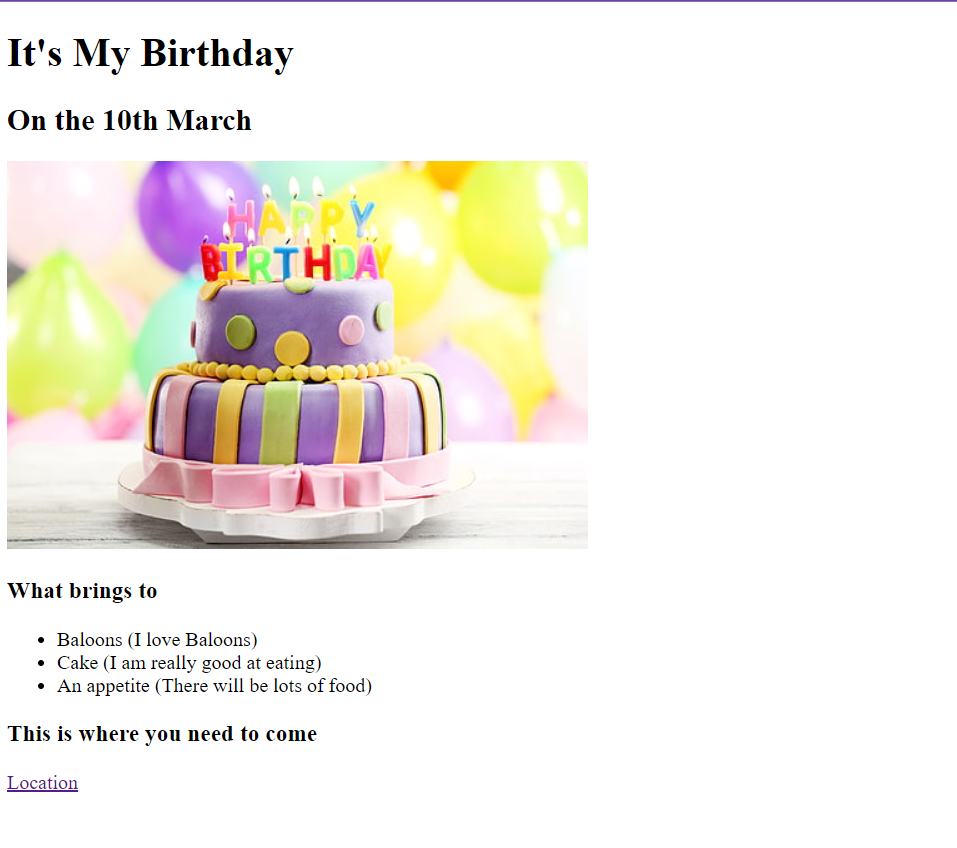 It's My Birthday
On the 10th March
HAPPY
BIRTHDAY
What brings to
Baloons (I love Baloons)
Cake (I am really good at eating)
An appetite (There will be lots of food)
This is where you need to come
Location